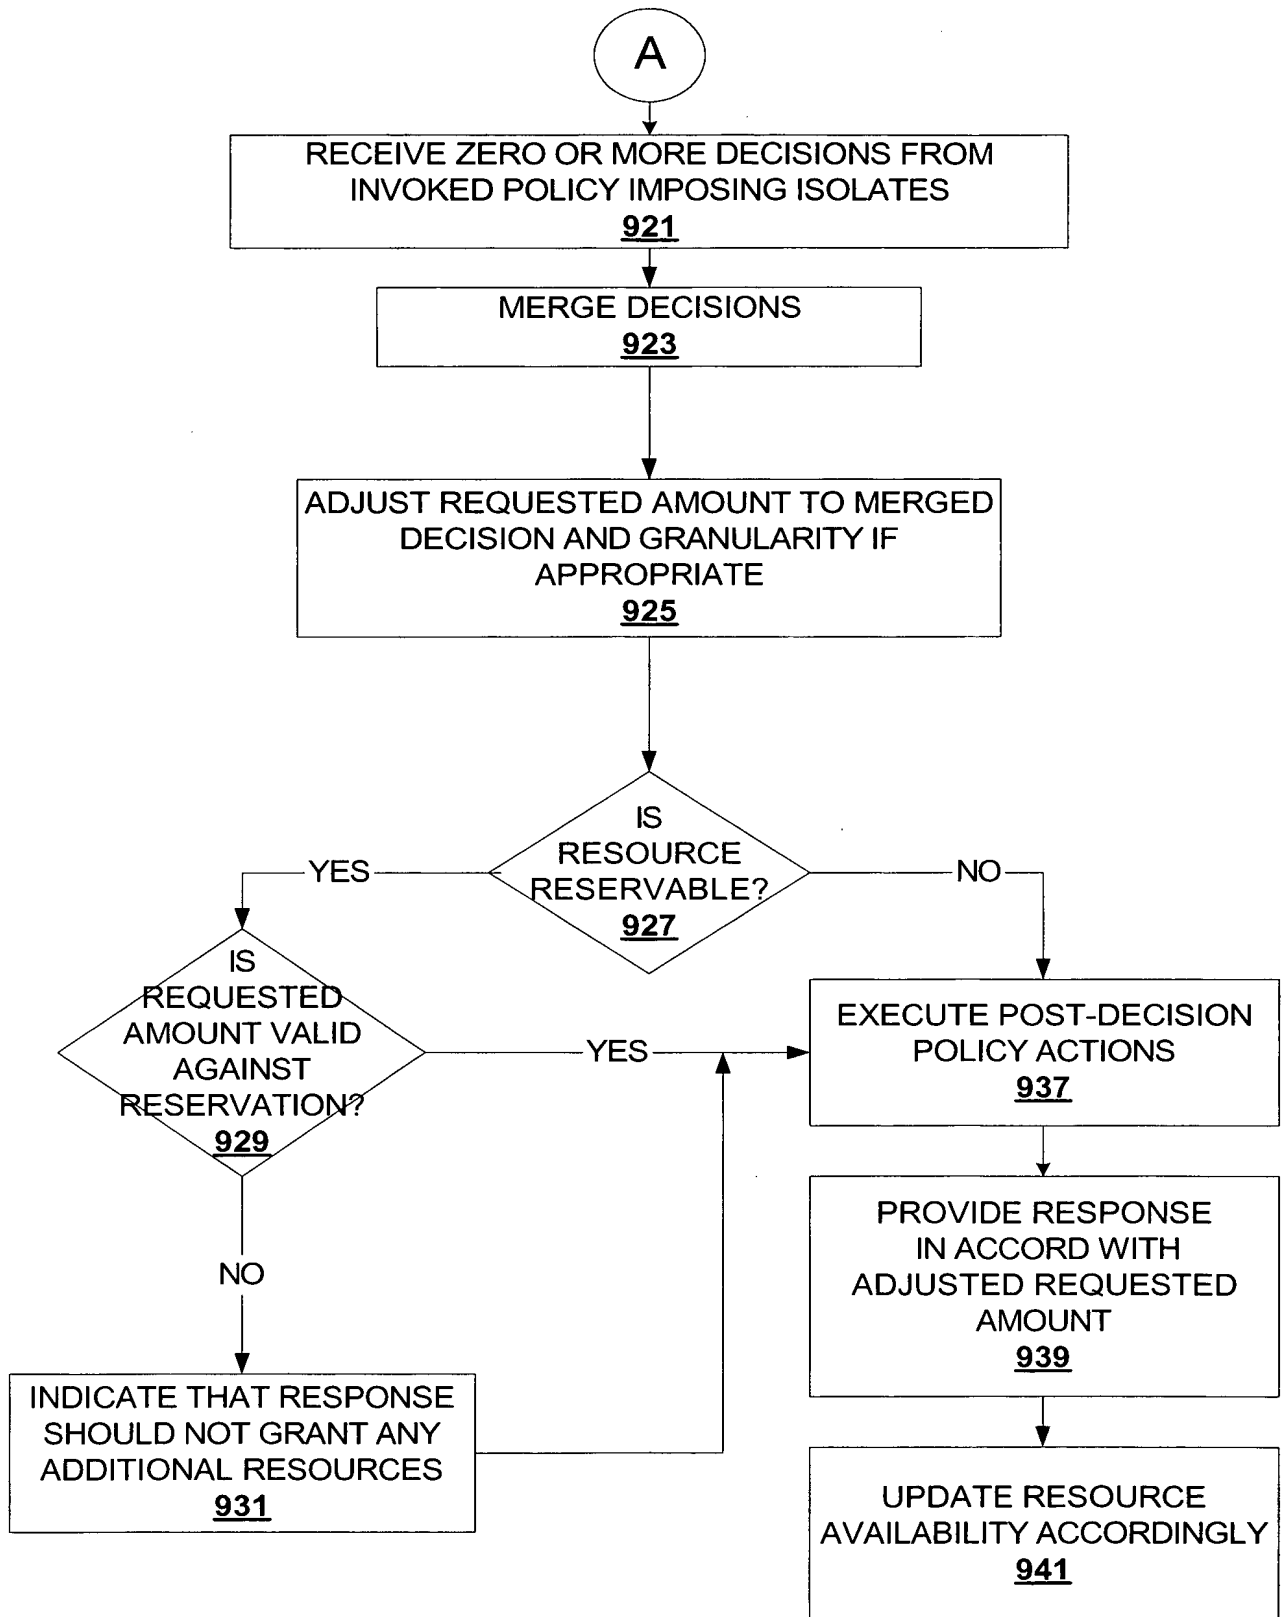 A
RECEIVE ZERO OR MORE DECISIONS FROM
INVOKED POLICY IMPOSING ISOLATES
921
MERGE DECISIONS
923
ADJUST REQUESTED AMOUNT TO MERGED
DECISION AND GRANULARITY IF
APPROPRIATE
925
IS
RESOURCE
RESERVABLE?
927
YES
NO
IS
REQUESTED
AMOUNT VALID
AGAINST
RESERVATION?
929
YES
NO
INDICATE THAT RESPONSE
SHOULD NOT GRANT ANY
ADDITIONAL RESOURCES
931
EXECUTE POST-DECISION
POLICY ACTIONS
937
PROVIDE RESPONSE
IN ACCORD WITH
ADJUSTED REQUESTED
AMOUNT
939
UPDATE RESOURCE
AVAILABILITY ACCORDINGLY
941